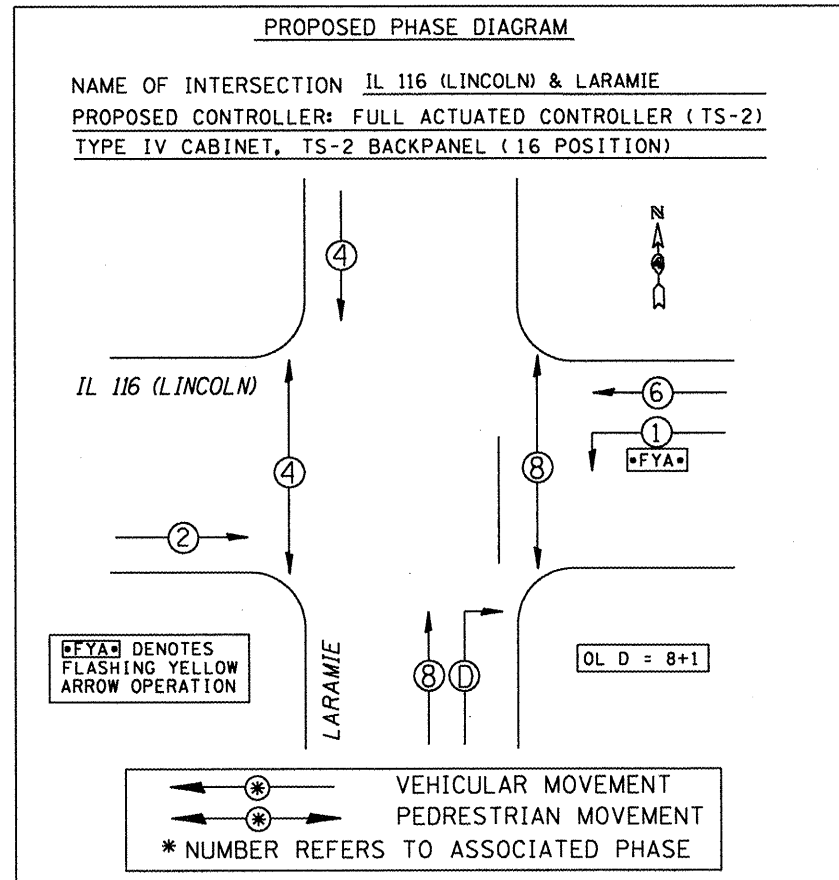 PROPOSED PHASE DIAGRAM
NAME OF INTERSECTION IL 116 (LINCOLN) & LARAMIE
PROPOSED CONTROLLER: FULL ACTUATED CONTROLLER (TS-2)
TYPE IV CABINET, TS-2 BACKPANEL (16 POSITION)
4
N
IL 116 (LINCOLN)
6
1
•FYA•
4
8
2
•FYA• DENOTES
FLASHING YELLOW
ARROW OPERATION
LARAMIE
8 D
OL D = 8+1
* VEHICULAR MOVEMENT
* PEDRESTRIAN MOVEMENT
* NUMBER REFERS TO ASSOCIATED PHASE